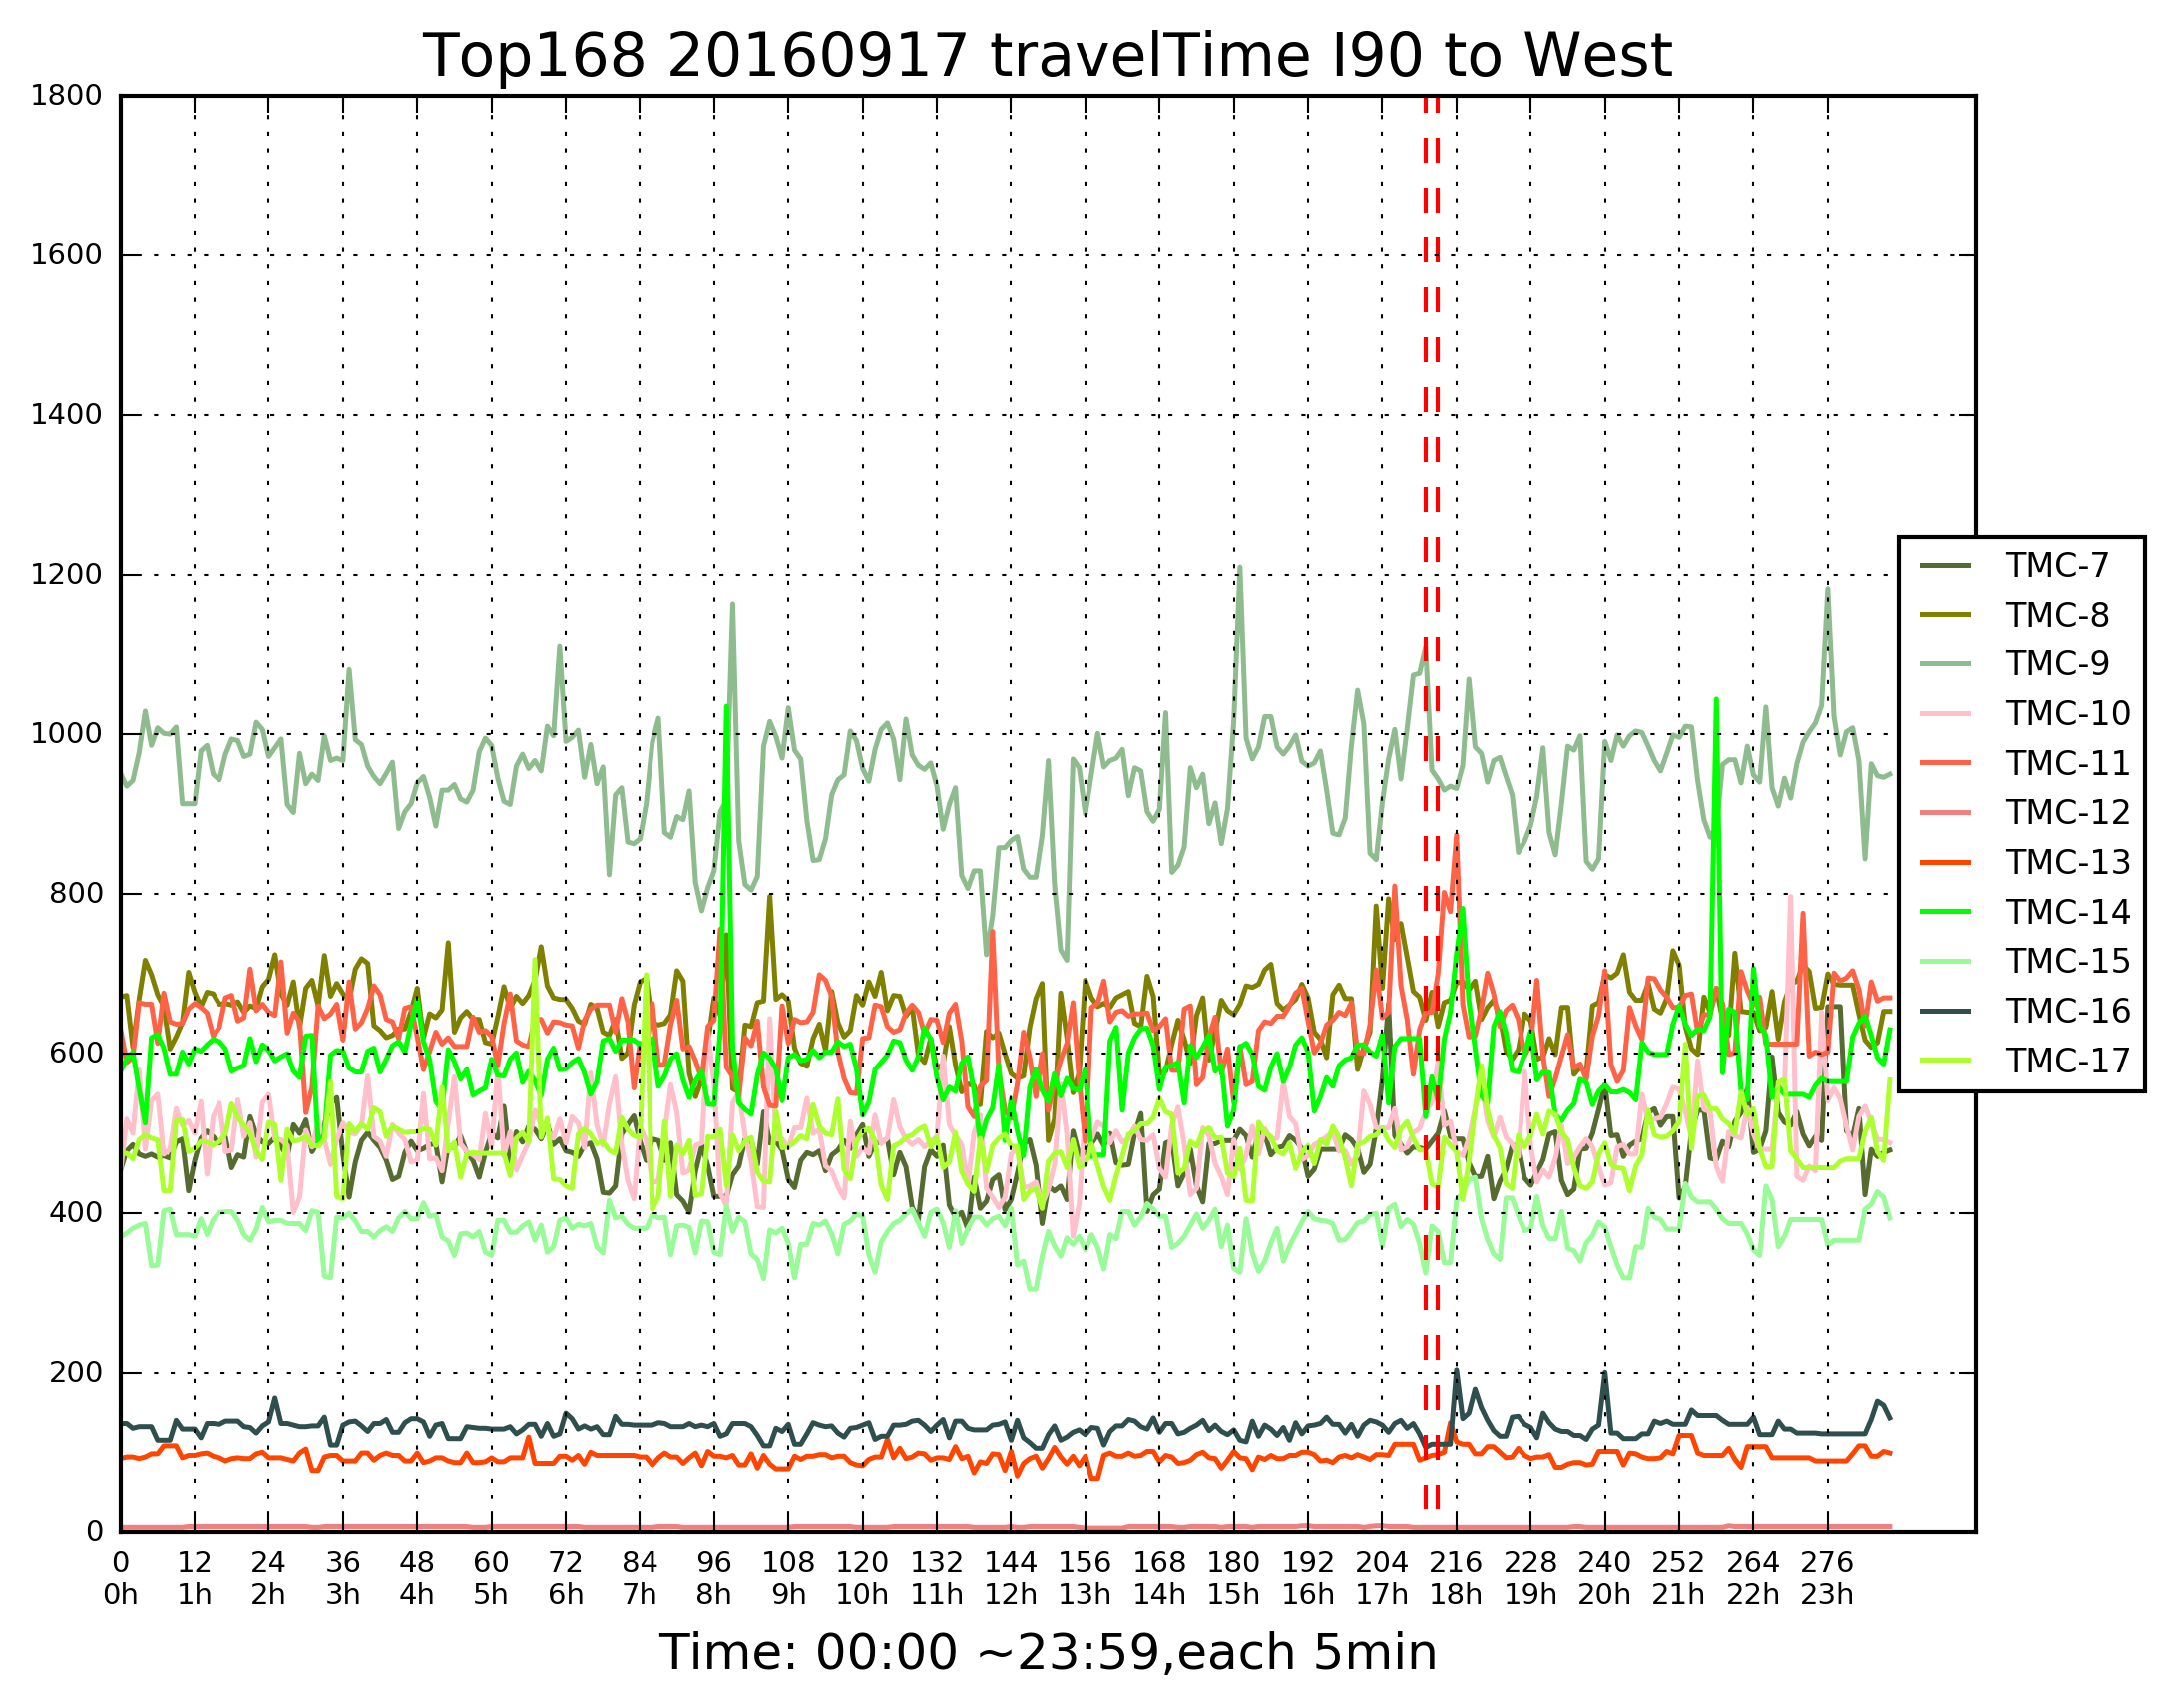 Top168 20160917 travelTime I90 to West
1800
1600
1400
1200
1000
800
600
400
200
0
0 12 24 36 48 60 72 84 96 108 120 132 144 156 168 180 192 204 216 228 240 252 264 276
0h 1h 2h 3h 4h 5h 6h 7h 8h 9h 10h 11h 12h 13h 14h 15h 16h 17h 18h 19h 20h 21h 22h 23h
Time: 00:00 ~23:59,each 5min
TMC-7
TMC-8
TMC-9
TMC-10
TMC-11
TMC-12
TMC-13
TMC-14
TMC-15
TMC-16
TMC-17